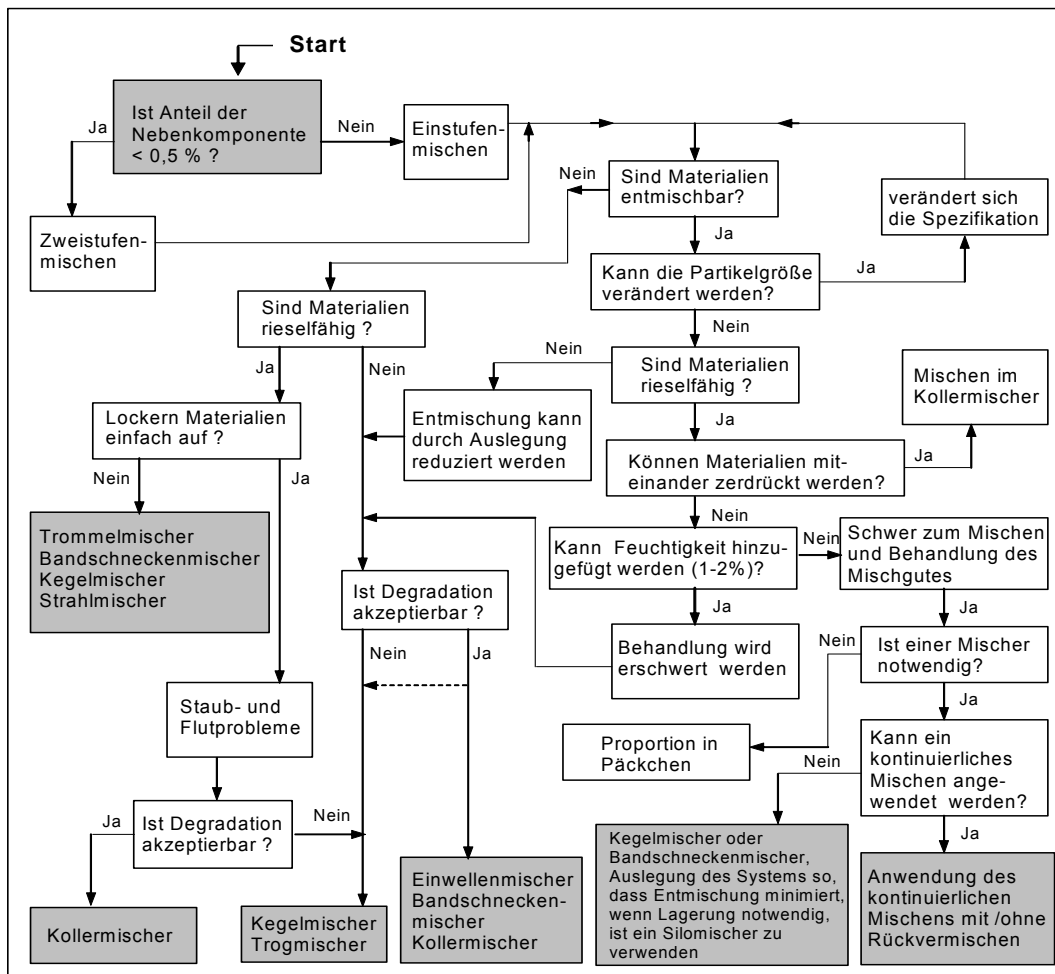 Start
Ist Anteil der
Nebenkomponente
< 0,5 % ?
Ja
Nein
Einstufen-
mischen
Zweistufen-
mischen
Nein
Sind Materialien
entmischbar?
verändert sich
die Spezifikation
Ja
Kann die Partikelgröße
verändert werden?
Ja
Sind Materialien
rieselfähig ?
Nein
Ja
Nein
Nein
Sind Materialien
rieselfähig ?
Mischen im
Kollermischer
Lockern Materialien
einfach auf ?
Entmischung kann
durch Auslegung
reduziert werden
Ja
Können Materialien mit-
einander zerdrückt werden?
Ja
Nein
Ja
Trommelmischer
Bandschneckenmischer
Kegelmischer
Strahlmischer
Nein
Kann Feuchtigkeit hinzu-
gefügt werden (1-2%)?
Nein
Schwer zum Mischen
und Behandlung des
Mischgutes
Ist Degradation
akzeptierbar ?
Ja
Ja
Nein
Ja
Behandlung wird
erschwert werden
Nein
Ist einer Mischer
notwendig?
Staub- und
Flutprobleme
Ja
Proportion in
Päckchen
Nein
Kann ein
kontinuierliches
Mischen ange-
wendet werden?
Ja
Ist Degradation
akzeptierbar ?
Nein
Ja
Kollermischer
Kegelmischer
Trogmischer
Einwellenmischer
Bandschnecken-
mischer
Kollermischer
Kegelmischer oder
Bandschneckenmischer,
Auslegung des Systems so,
dass Entmischung minimiert,
wenn Lagerung notwendig,
ist ein Silomischer zu
verwenden
Anwendung des
kontinuierlichen
Mischens mit /ohne
Rückvermischen